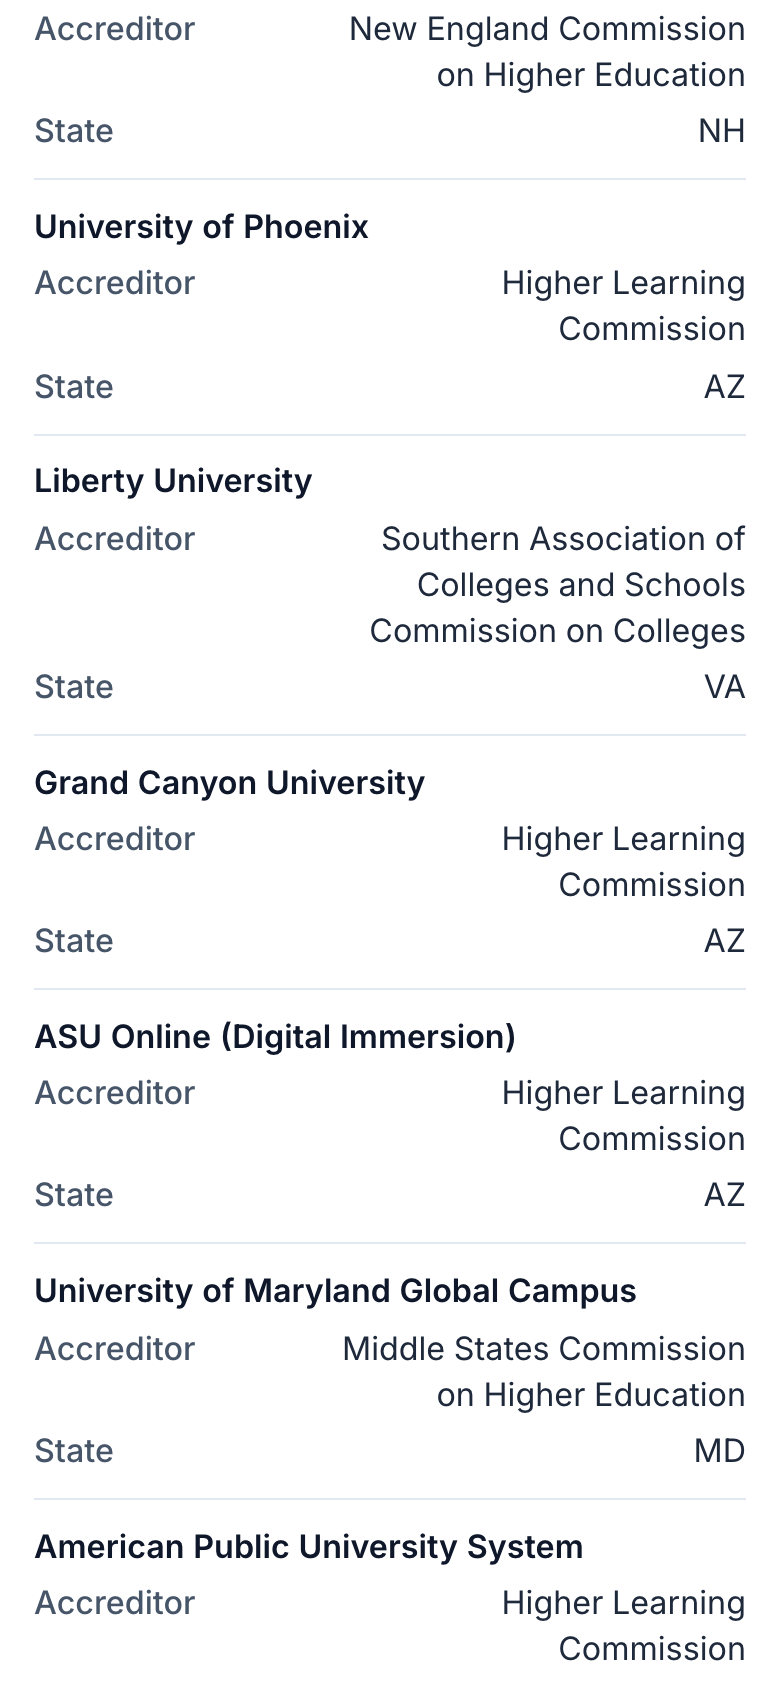 Accreditor New England Commission
on Higher Education
State NH
University of Phoenix
Accreditor Higher Learning
Commission
State AZ
Liberty University
Accreditor Southern Association of
Colleges and Schools
Commission on Colleges
State VA
Grand Canyon University
Accreditor Higher Learning
Commission
State AZ
ASU Online (Digital Immersion)
Accreditor Higher Learning
Commission
State AZ
University of Maryland Global Campus
Accreditor Middle States Commission
on Higher Education
State MD
American Public University System
Accreditor Higher Learning
Commission